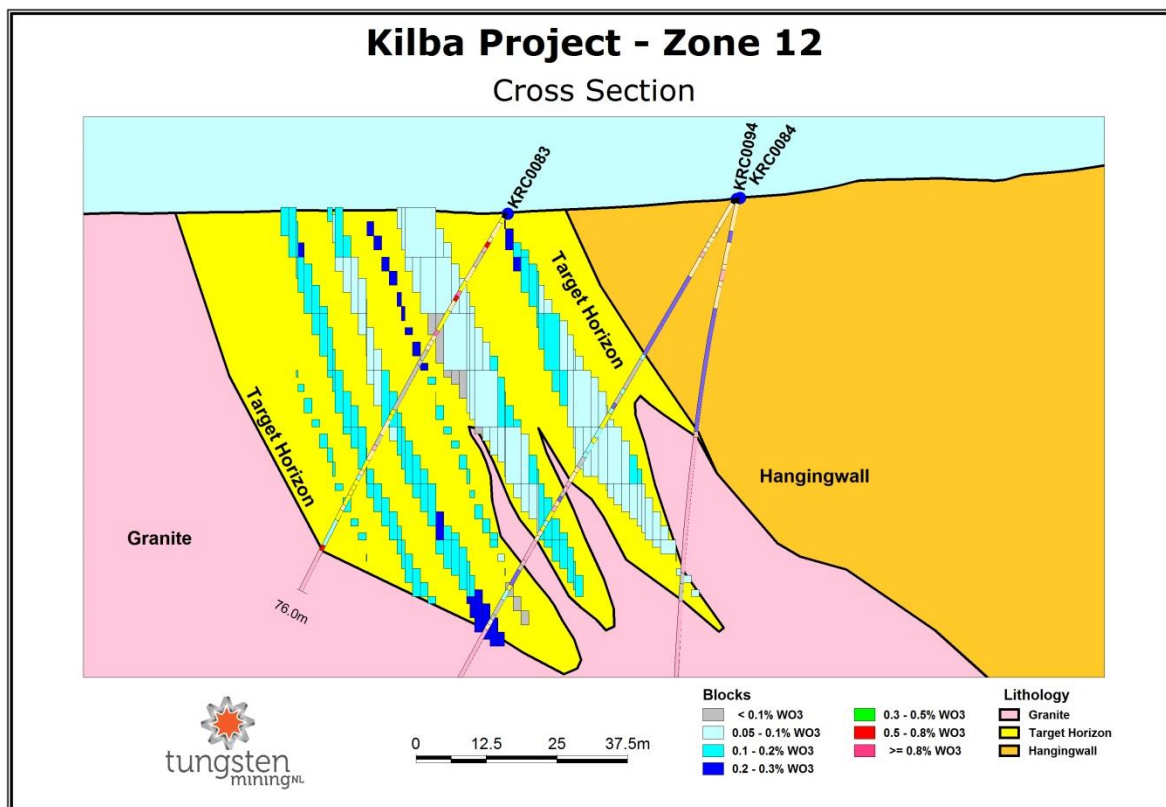 Kilba Project - Zone 12
Cross Section
KRC0083
KRC0094
KRC0084
Target Horizon
Target Horizon
Granite
Hangingwall
76.0m
tungsten
miningNL
0 12.5 25 37.5m
Blocks
< 0.1% WO3
0.05 - 0.1% WO3
0.1 - 0.2% WO3
0.2 - 0.3% WO3
0.3 - 0.5% WO3
0.5 - 0.8% WO3
>= 0.8% WO3
Lithology
Granite
Target Horizon
Hangingwall